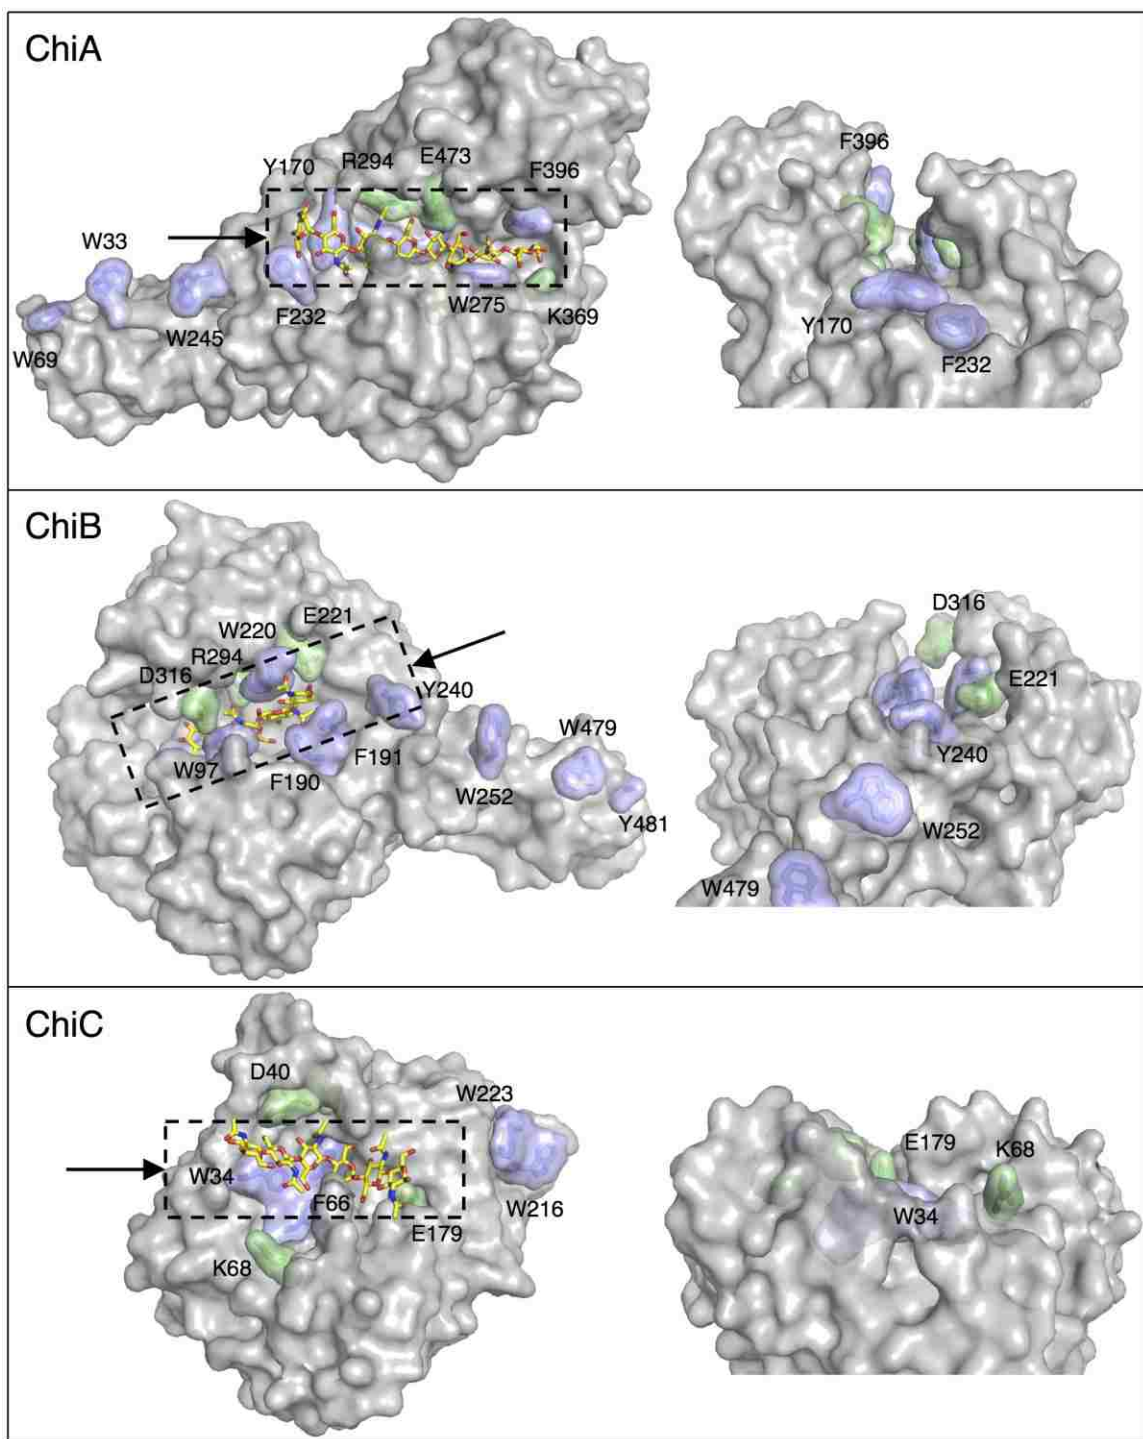 ChiA
Y170 R294 E473 F396
W33
W69 W245 F232 W275 K369
F396
Y170
F232
ChiB
E221
W220
R294
D316
Y240
W479
W97 F190 F191
W252
Y481
D316
E221
Y240
W252
W479
ChiC
D40
W223
W34
F66
W216
E179
K68
E179 K68
W34